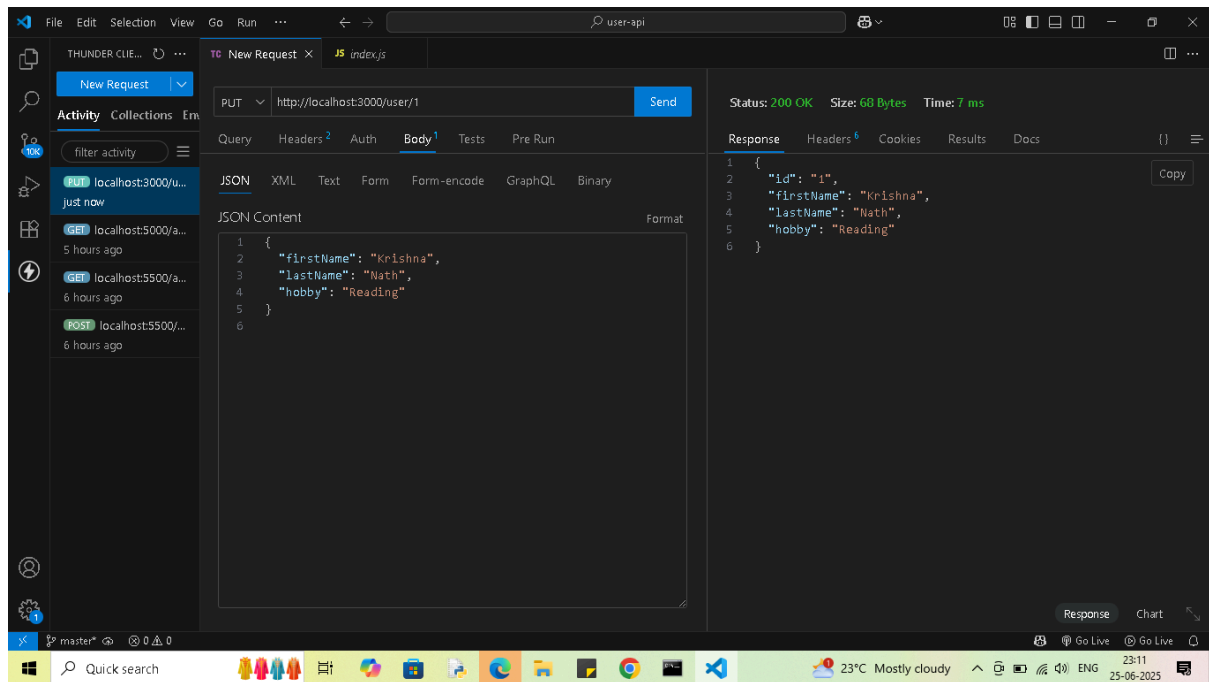 File Edit Selection View Go Run ··· user-api
THUNDER CLIE... ···
New Request
Activity Collections Env
filter activity
PUT localhost:3000/u...
just now
GET localhost:5000/a...
5 hours ago
GET localhost:5500/a...
6 hours ago
POST localhost:5500/...
6 hours ago
10K
1
TC New Request × JS index.js
PUT http://localhost:3000/user/1 Send
Query Headers 2 Auth Body 1 Tests Pre Run
JSON XML Text Form Form-encode GraphQL Binary
JSON Content Format
1 {
2 "firstName": "Krishna",
3 "lastName": "Nath",
4 "hobby": "Reading"
5 }
6
Status: 200 OK Size: 68 Bytes Time: 7 ms
Response Headers 6 Cookies Results Docs {}
Copy
1 {
2 "id": "1",
3 "firstName": "Krishna",
4 "lastName": "Nath",
5 "hobby": "Reading"
6 }
Response Chart
master* 0 0 Go Live Go Live
Quick search 23°C Mostly cloudy ENG 23:11
25-06-2025